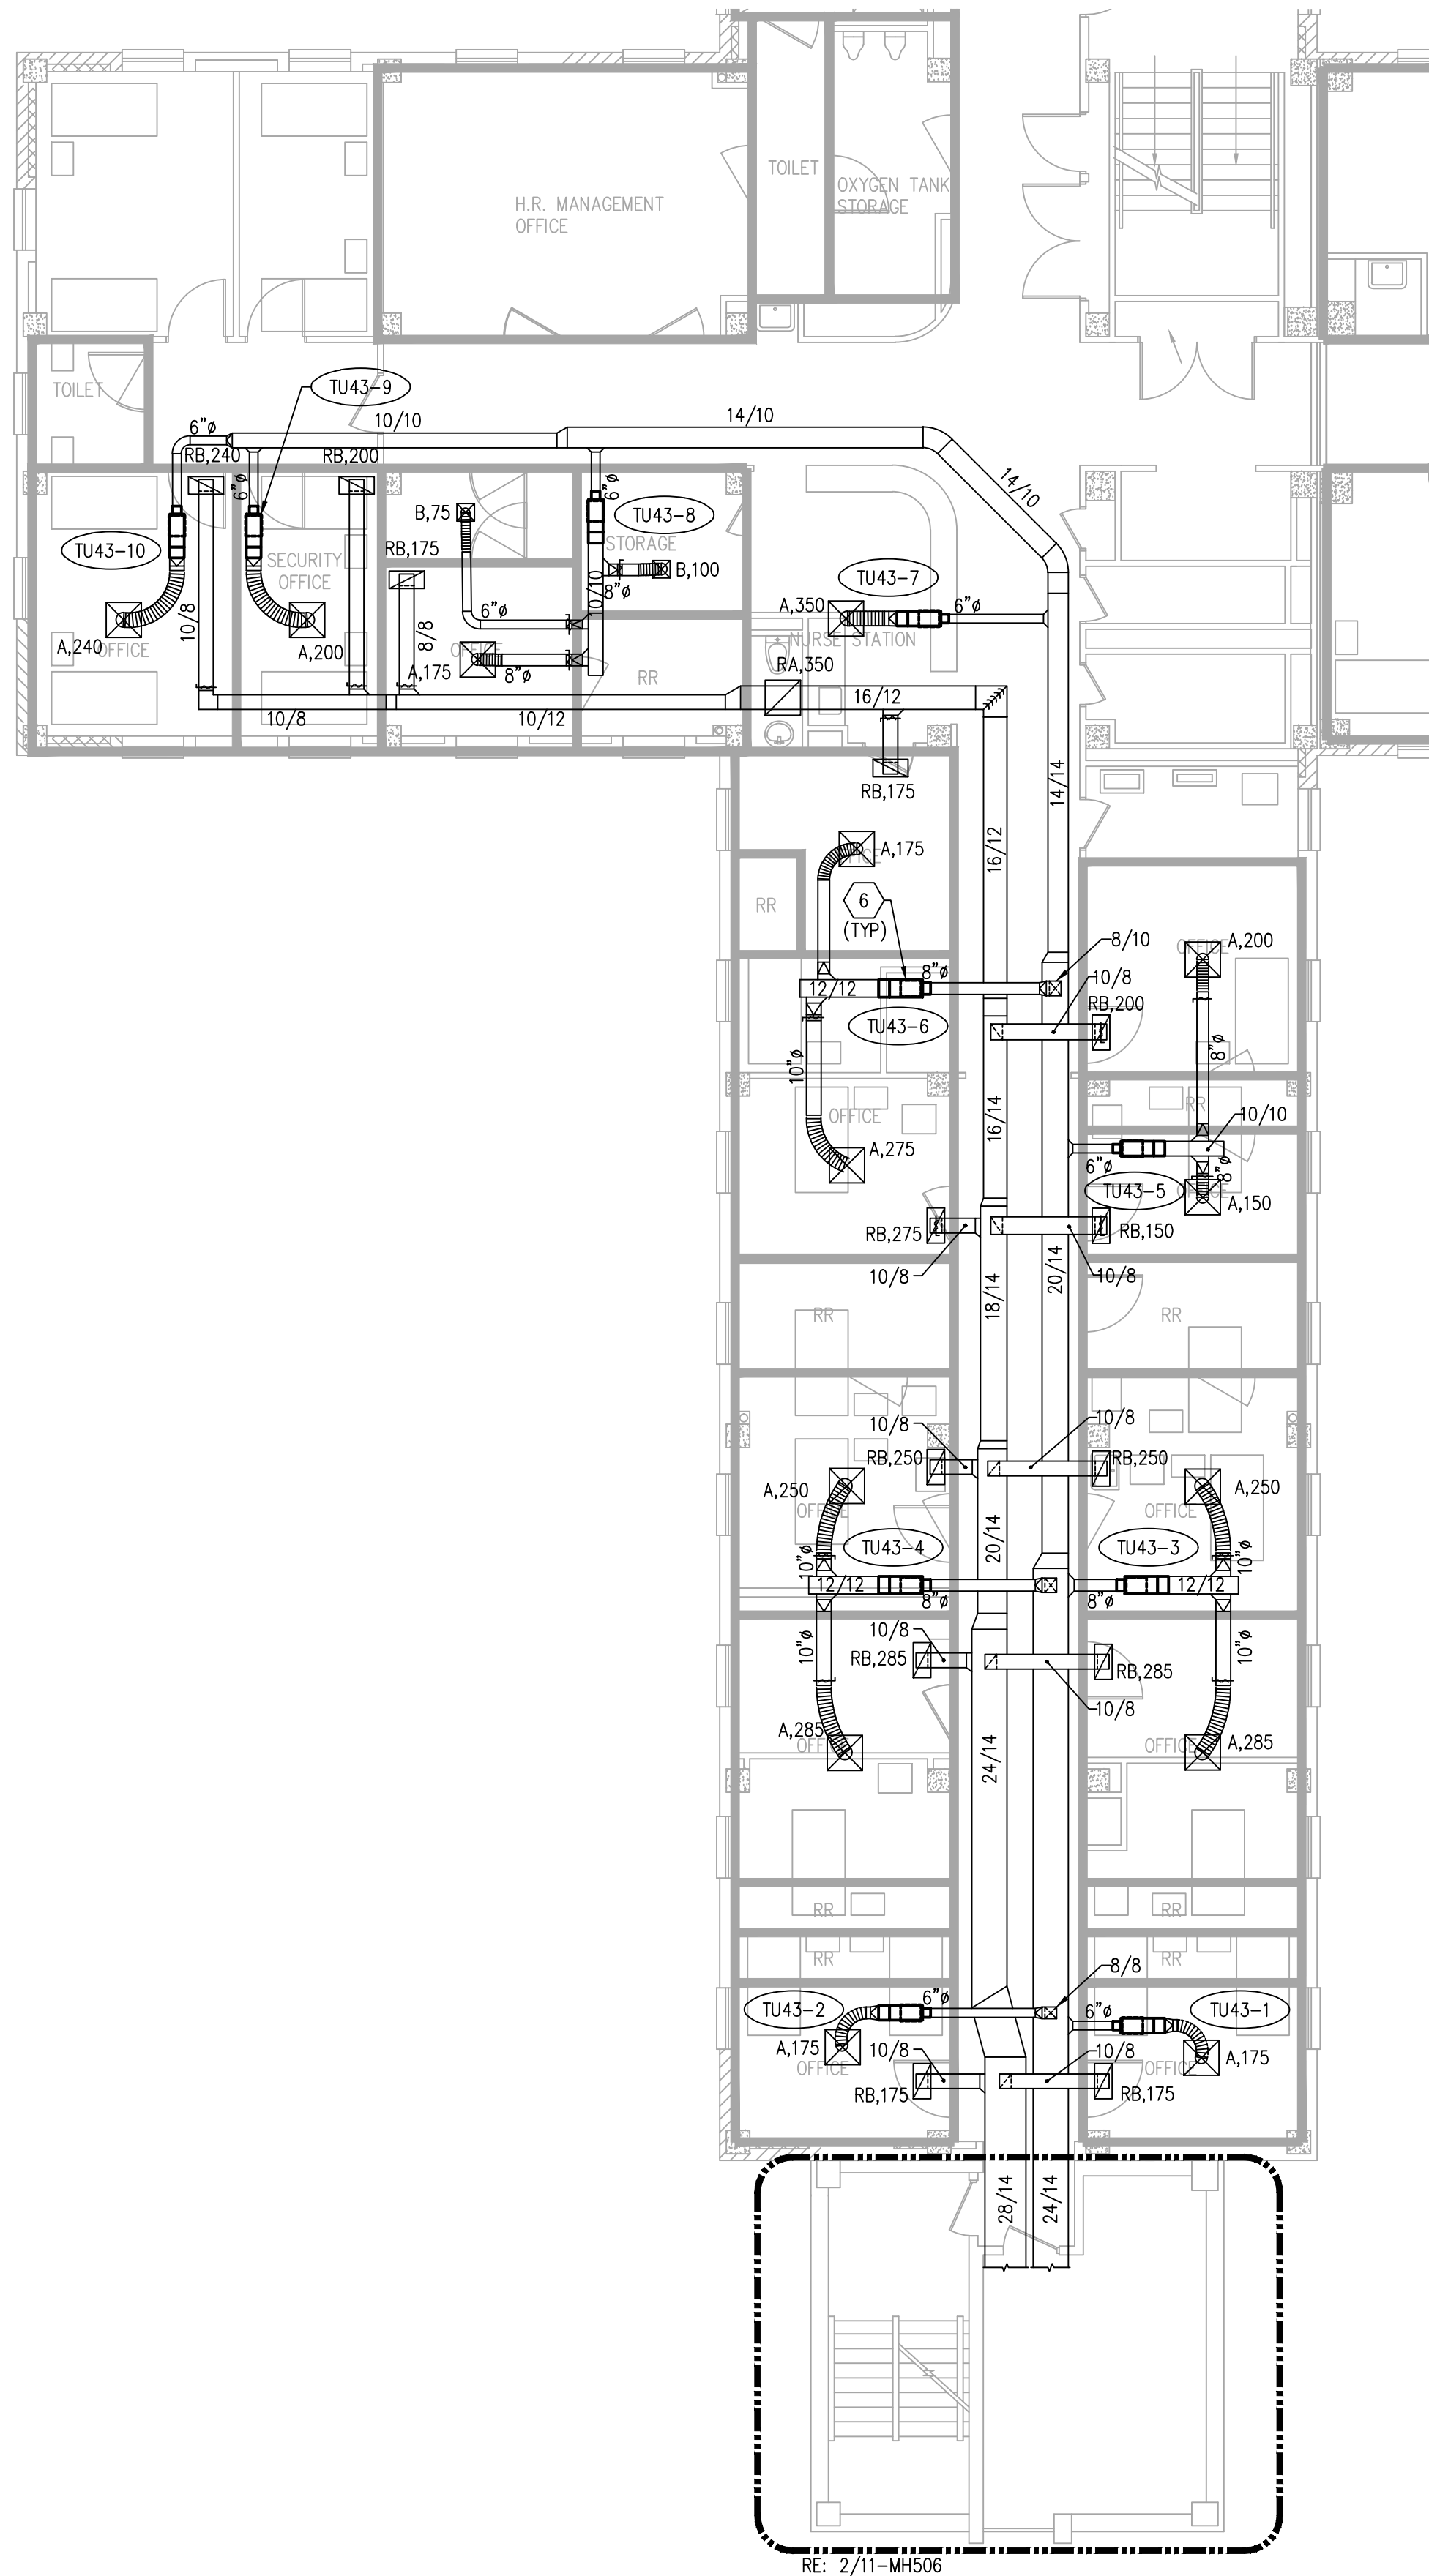 TOILET
OXYGEN TANK
STORAGE
H.R. MANAGEMENT
OFFICE
TOILET
TU43-9
6"ø
10/10
14/10
RB,240
RB,200
6"ø
6"ø
14/10
B,75
TU43-8
STORAGE
TU43-10
SECURITY
OFFICE
RB,175
B,100
8"ø
10/10
TU43-7
A,350
6"ø
10/8
6"ø
8/8
NURSE STATION
A,240
OFFICE
A,200
OFFICE
A,175
8"ø
RR
RA,350
16/12
10/8
10/12
14/14
RB,175
16/12
A,175
OFFICE
RR
6
(TYP)
8/10
OFFICE
A,200
8"ø
12/12
10/8
RB,200
TU43-6
10"ø
8"ø
16/14
OFFICE
RR
10/10
A,275
6"ø
8"ø
TU43-5
OFFICE
A,150
RB,275
RB,150
10/8
10/8
18/14
20/14
RR
RR
10/8
10/8
RB,250
RB,250
A,250
A,250
OFFICE
OFFICE
20/14
TU43-4
TU43-3
10"ø
10"ø
12/12
8"ø
8"ø
12/12
10"ø
10/8
10"ø
RB,285
RB,285
10/8
A,285
OFFICE
24/14
OFFICE
A,285
RR
RR
RR
RR
8/8
TU43-2
6"ø
6"ø
TU43-1
A,175
10/8
10/8
A,175
OFFICE
OFFICE
RB,175
RB,175
28/14
24/14
RE: 2/11-MH506